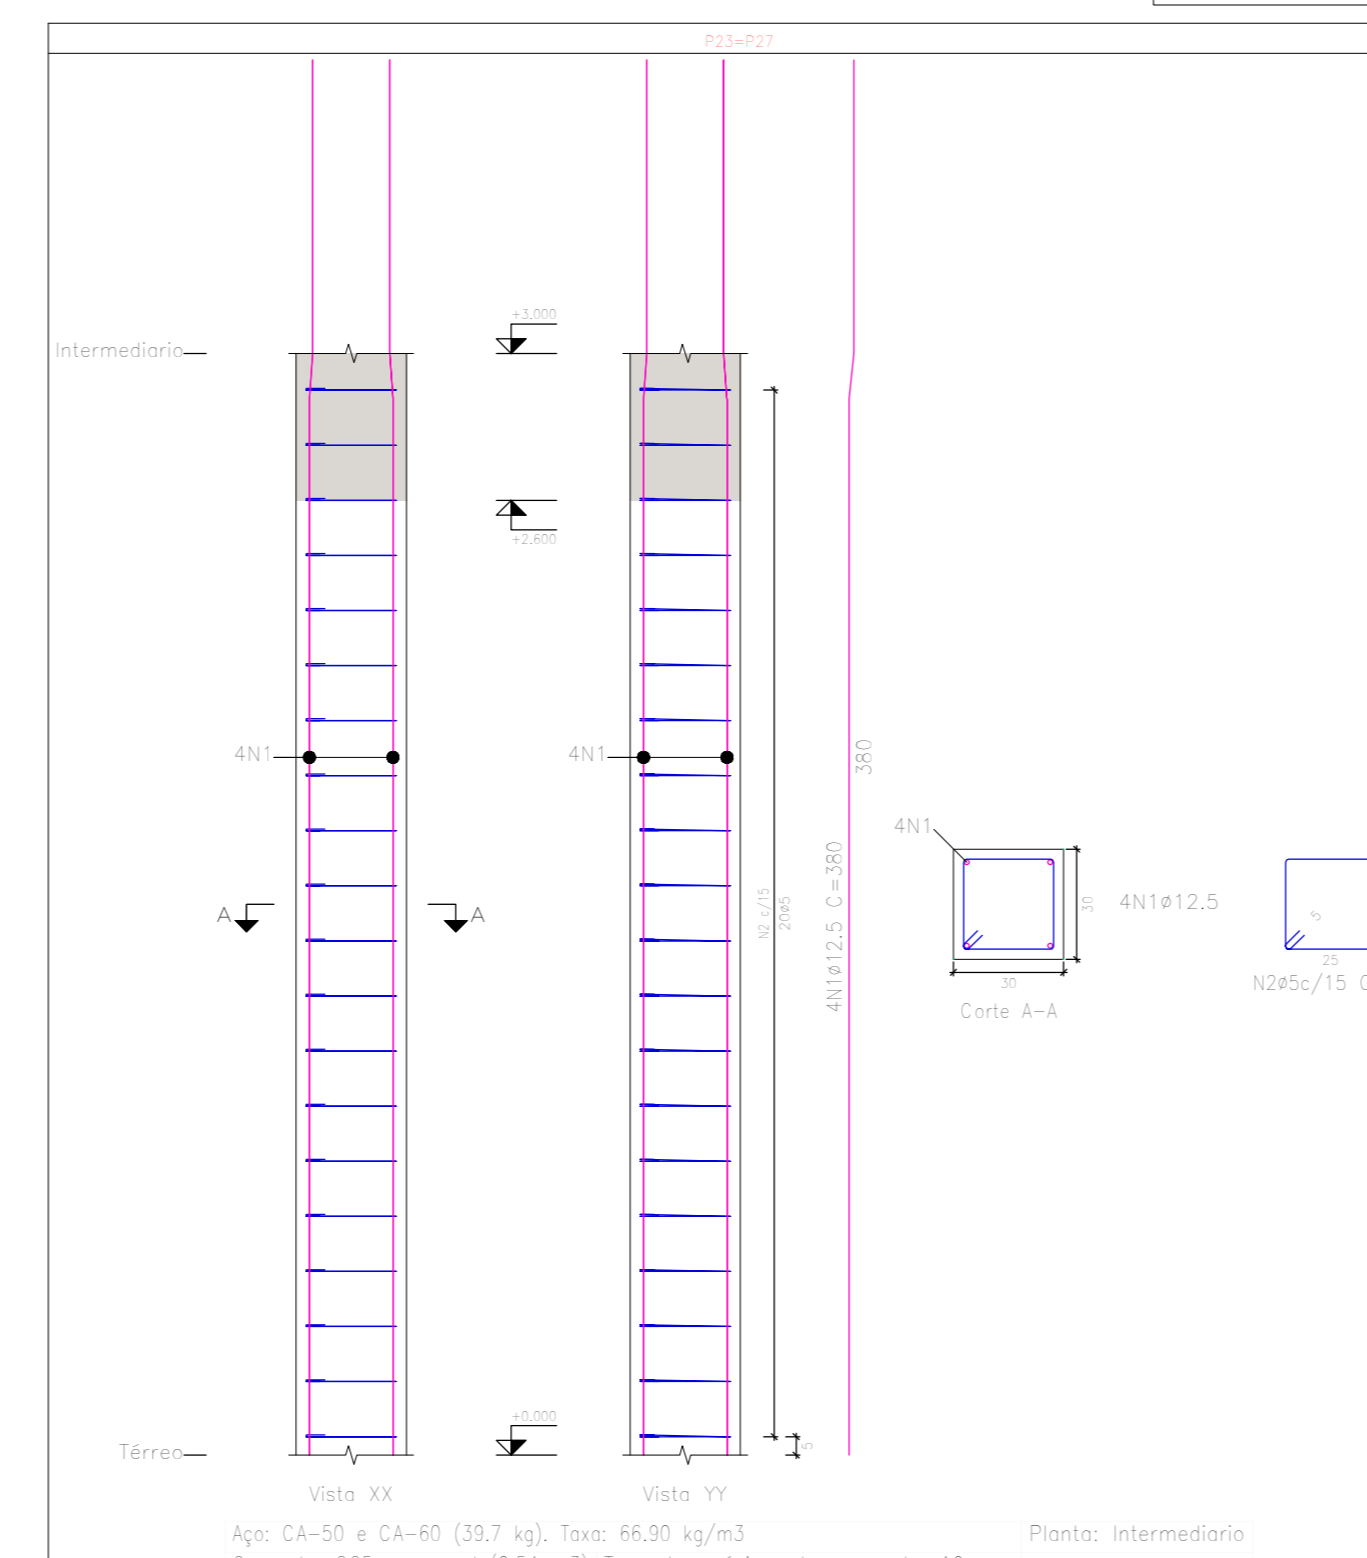 P23=P27
+3.000
Intermediario
+2.600
4N1
4N1
380
4N1ø12.5 C=380
N2 c/15
20ø5
4N1
30
30
4N1ø12.5
Corte A-A
5
25
N2ø5c/15
A
A
+0.000
5
Térreo
Vista XX
Vista YY
Aço: CA-50 e CA-60 (39.7 kg). Taxa: 66.90 kg/m3
Planta: Intermediario